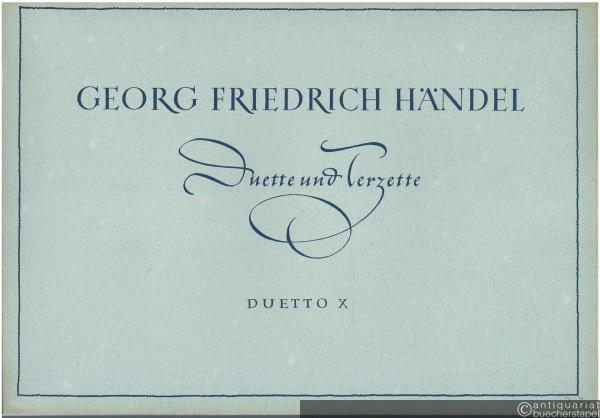 GEORG FRIEDRICH HÄNDEL
Duette und Terzette
DUETTO X
antiquariat
buecherstapel